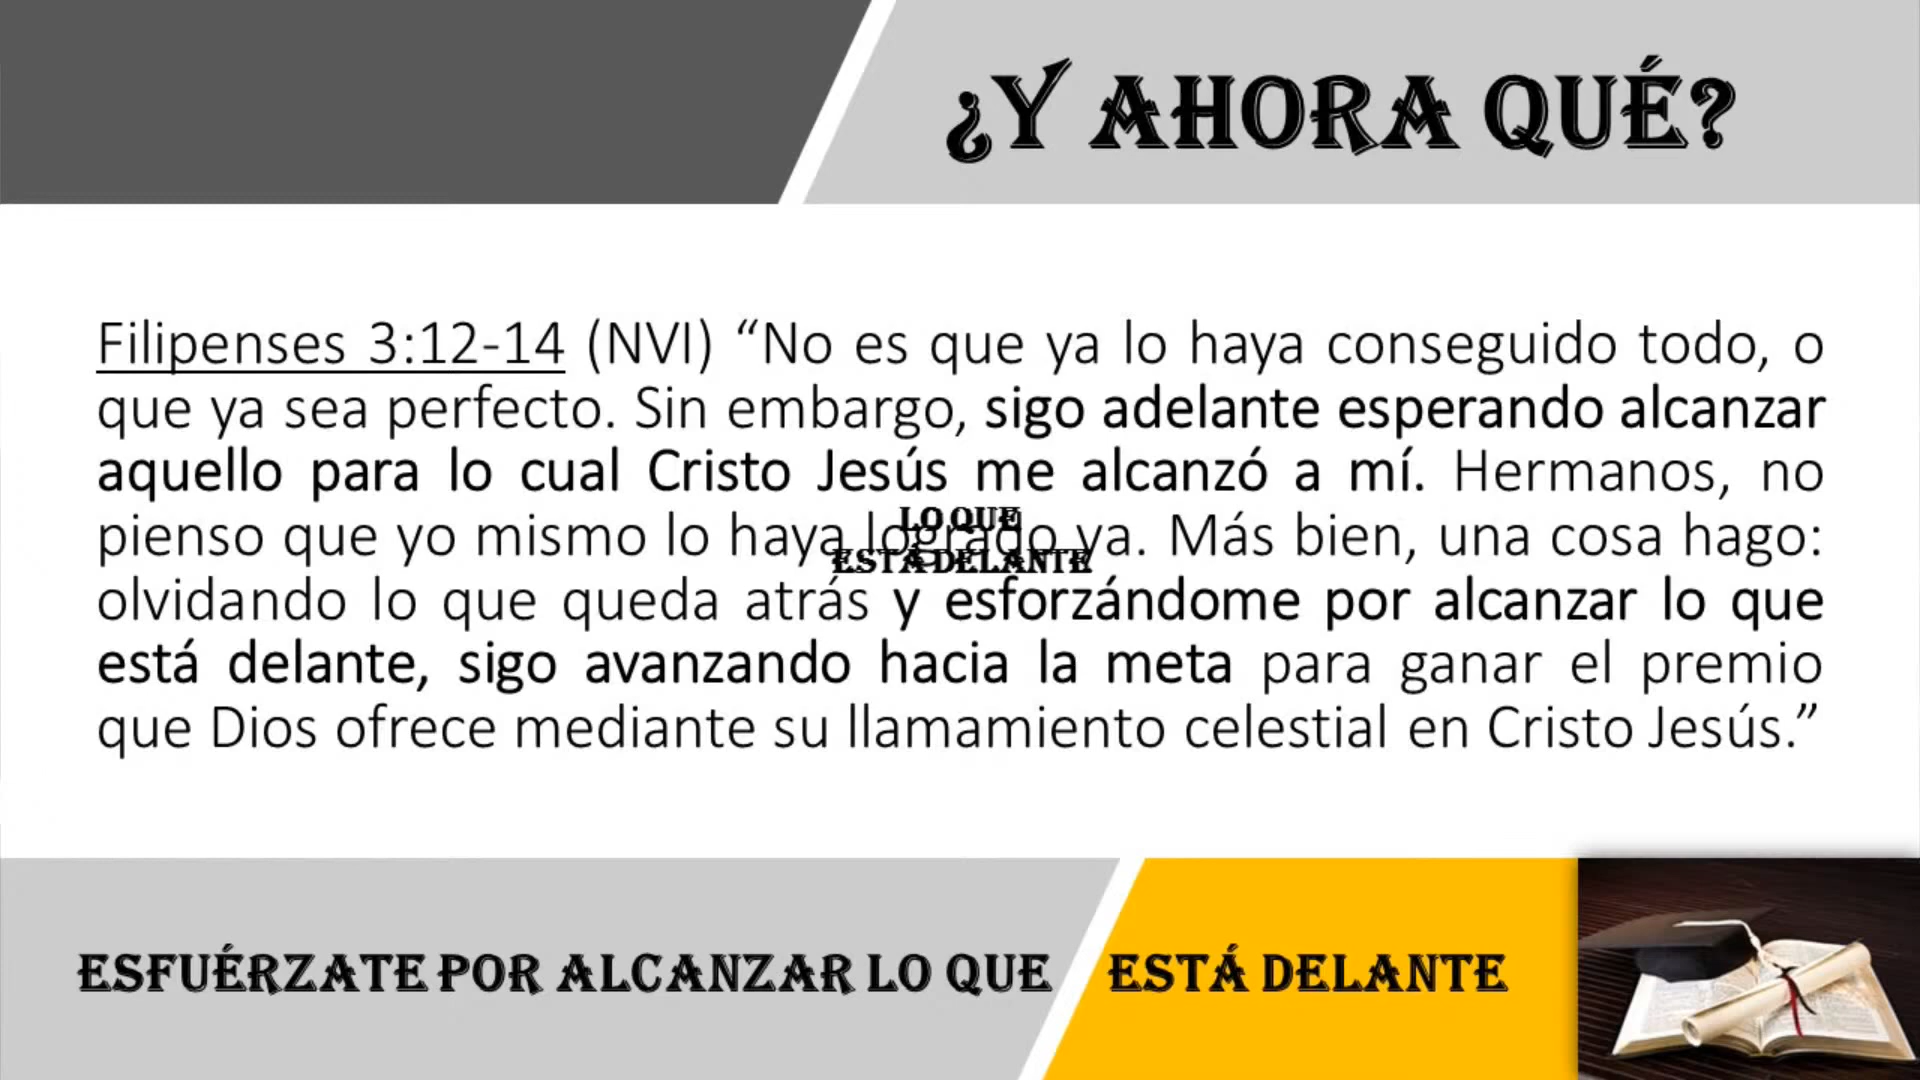 ¿Y AHORA QUÉ?
Filipenses 3:12-14 (NVI) “No es que ya lo haya conseguido todo, o
que ya sea perfecto. Sin embargo, sigo adelante esperando alcanzar
aquello para lo cual Cristo Jesús me alcanzó a mí. Hermanos, no
pienso que yo mismo lo haya logrado ya. Más bien, una cosa hago:
LO QUE
ESTÁ DELANTE
olvidando lo que queda atrás y esforzándome por alcanzar lo que
está delante, sigo avanzando hacia la meta para ganar el premio
que Dios ofrece mediante su llamamiento celestial en Cristo Jesús.”
ESFUÉRZATE POR ALCANZAR LO QUE ESTÁ DELANTE